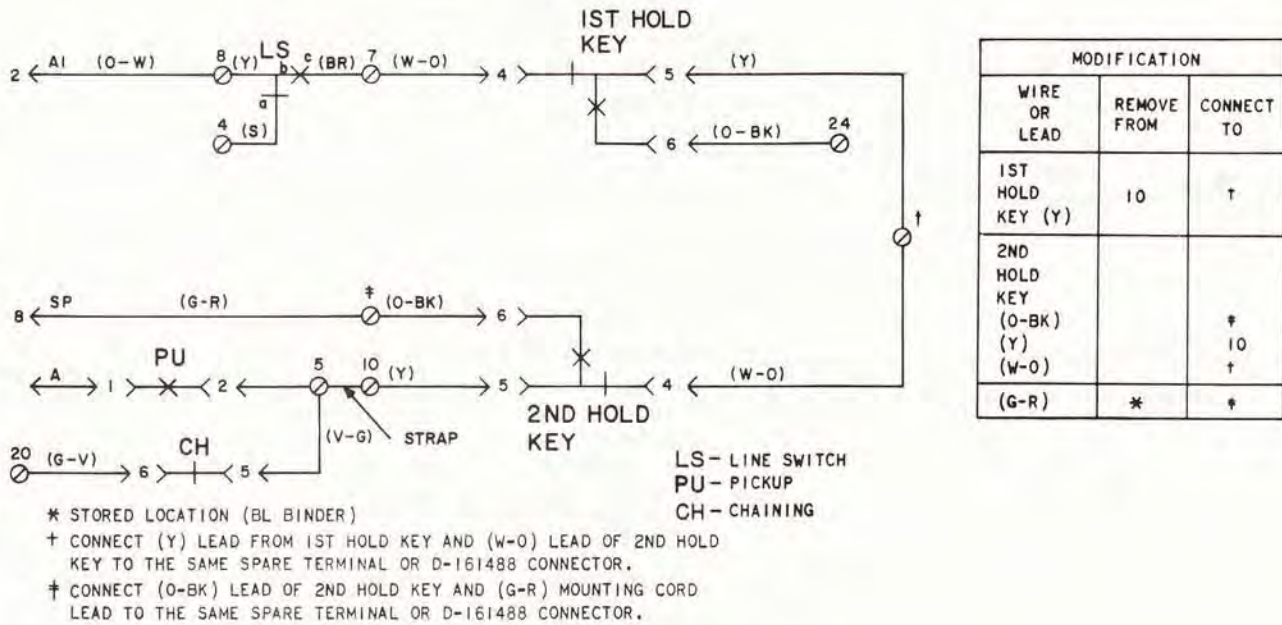 1ST HOLD
KEY
2 A1 (O-W) 8 (Y) LS b c (BR) 7 (W-O) 4 5 (Y)
a
4 (S) 6 (O-BK) 24
†
8 SP (G-R) ‡ (O-BK) 6
A 1 PU 2 5 10 (Y) 5 4 (W-O)
2ND HOLD
KEY
(V-G) STRAP
20 (G-V) 6 CH 5
LS - LINE SWITCH
PU - PICKUP
CH - CHAINING
* STORED LOCATION (BL BINDER)
† CONNECT (Y) LEAD FROM 1ST HOLD KEY AND (W-O) LEAD OF 2ND HOLD
KEY TO THE SAME SPARE TERMINAL OR D-161488 CONNECTOR.
‡ CONNECT (O-BK) LEAD OF 2ND HOLD KEY AND (G-R) MOUNTING CORD
LEAD TO THE SAME SPARE TERMINAL OR D-161488 CONNECTOR.
MODIFICATION
WIRE OR LEAD REMOVE FROM CONNECT TO
1ST
HOLD 10 †
KEY (Y)
2ND
HOLD
KEY
(O-BK) ‡
(Y) 10
(W-O) †
(G-R) * ‡